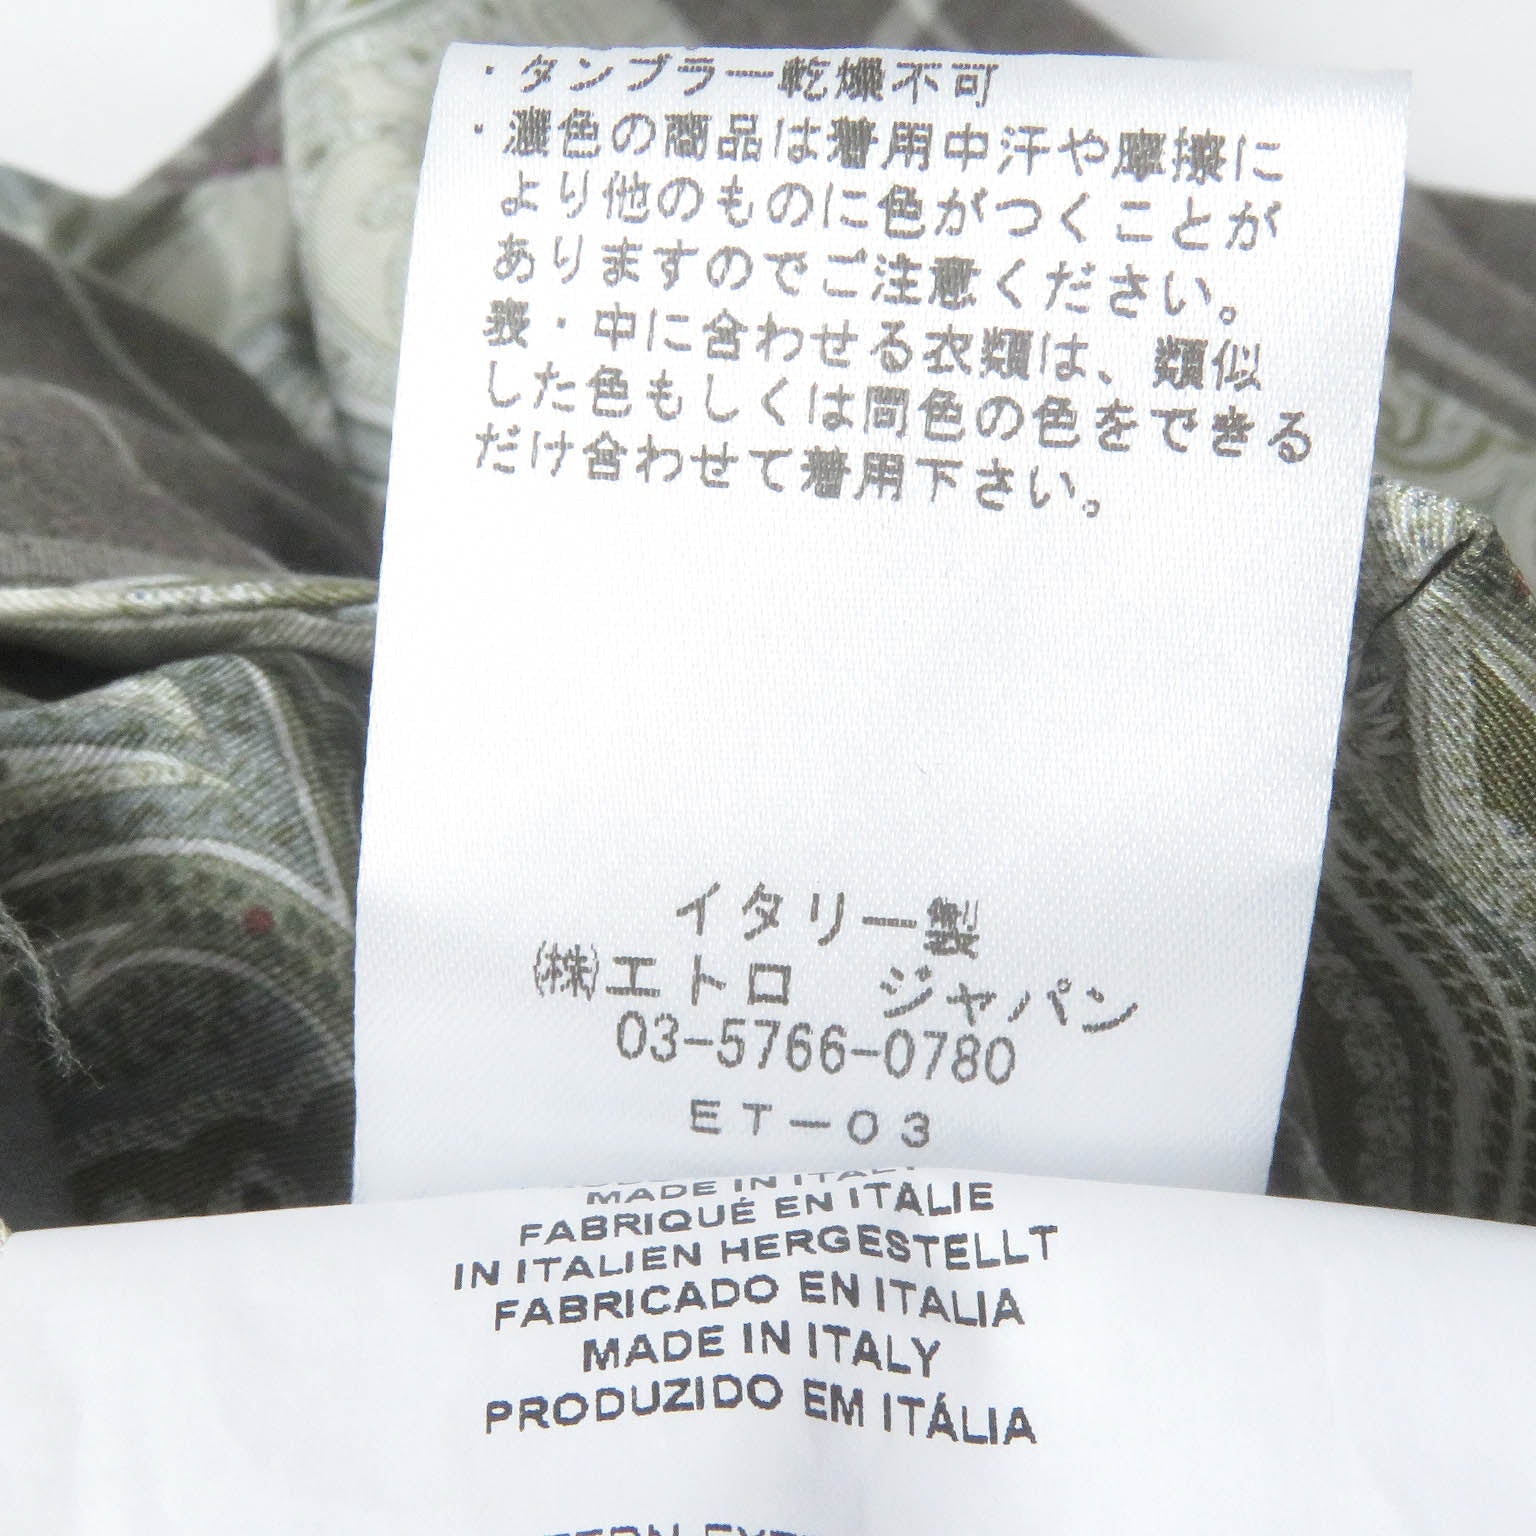 ・タンブラー乾燥不可
・濃色の商品は着用中汗や摩擦に
より他のものに色がつくことが
ありますのでご注意ください。
表・中に合わせる衣類は、類似
した色もしくは同色の色をできる
だけ合わせて着用下さい。
イタリー製
㈱エトロ ジャパン
03-5766-0780
ET-03
MADE IN ITALY
FABRIQUÉ EN ITALIE
IN ITALIEN HERGESTELLT
FABRICADO EN ITALIA
MADE IN ITALY
PRODUZIDO EM ITÁLIA